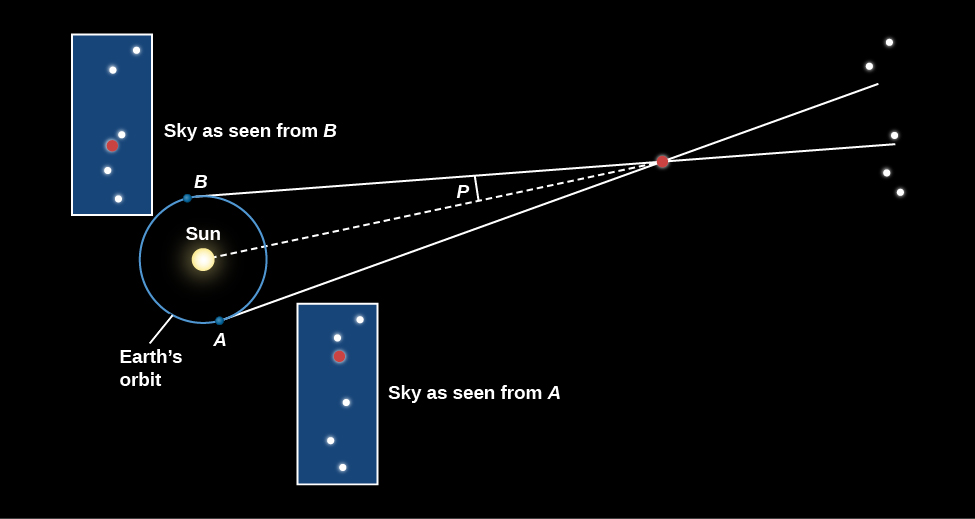 Sky as seen from B
B
P
Sun
A
Earth’s
orbit
Sky as seen from A